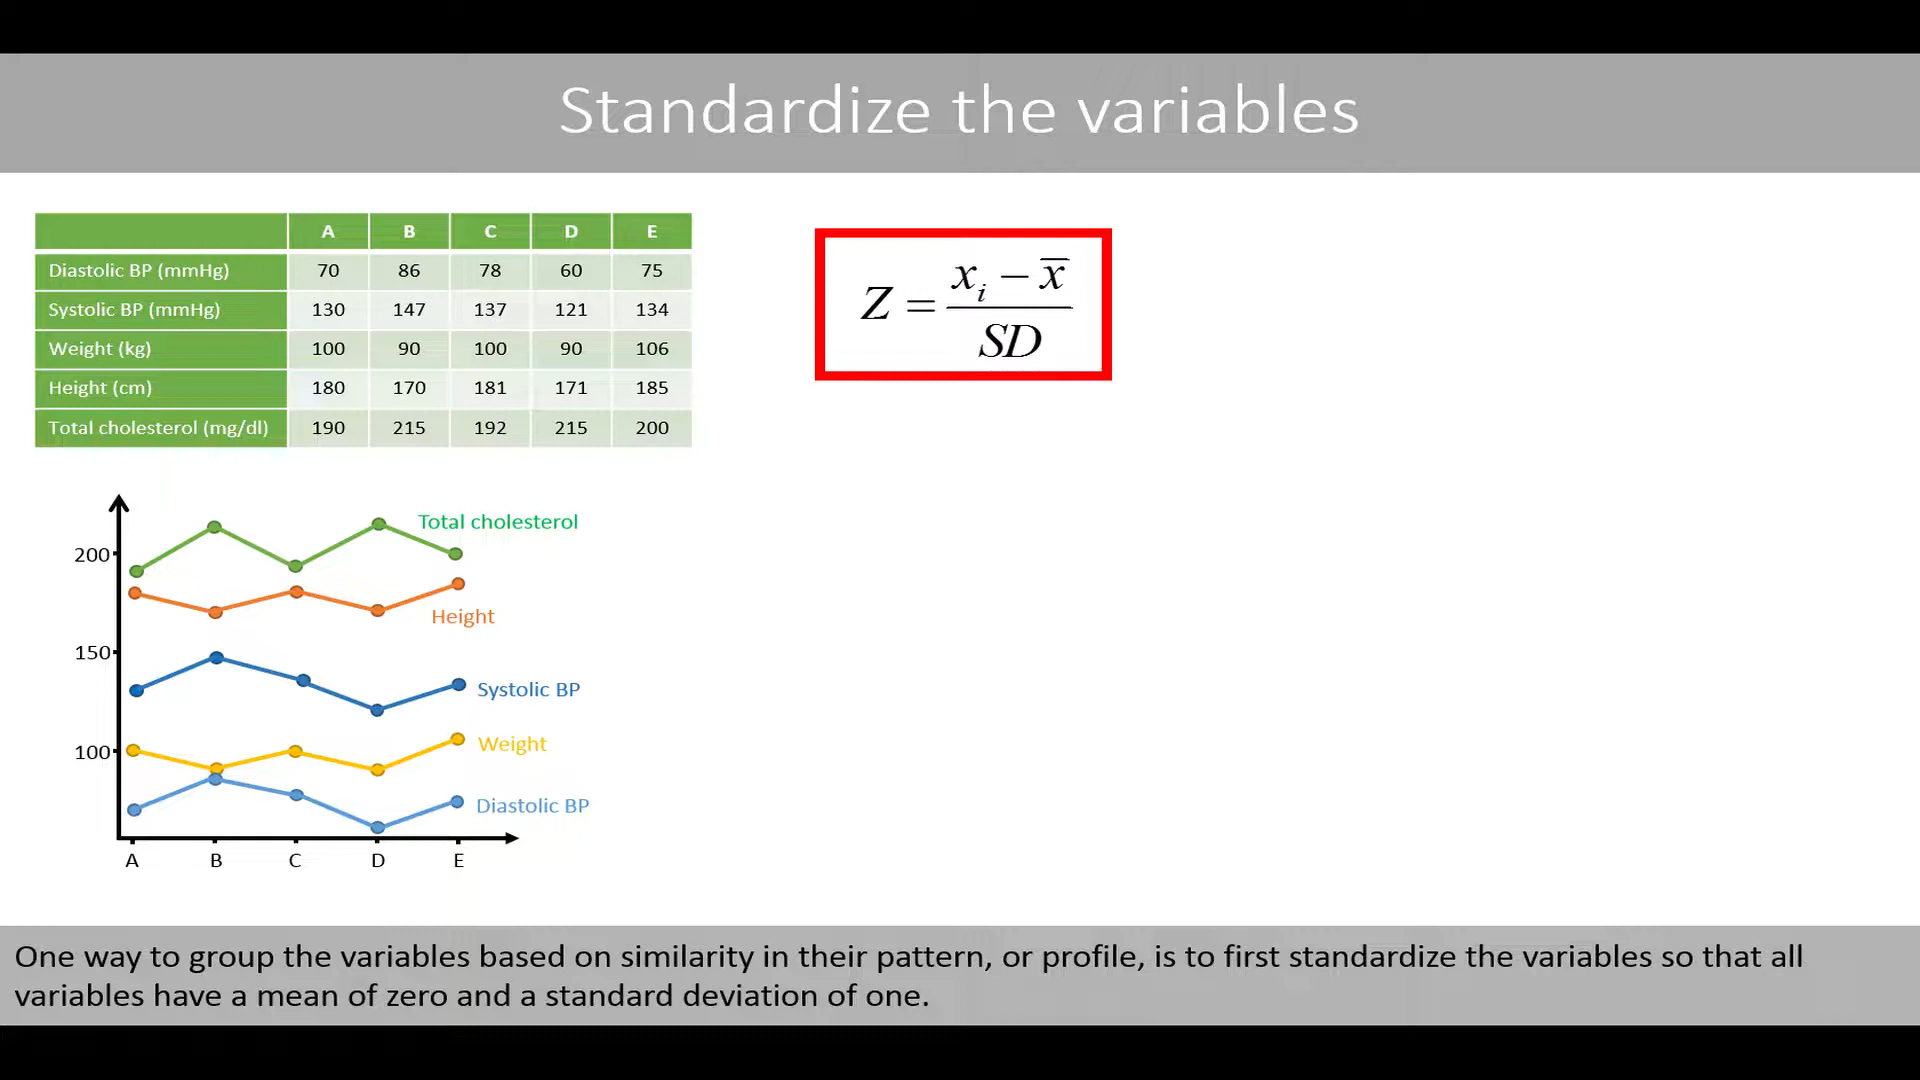 Standardize the variables
A B C D E
Diastolic BP (mmHg) 70 86 78 60 75
Systolic BP (mmHg) 130 147 137 121 134
Weight (kg) 100 90 100 90 106
Height (cm) 180 170 181 171 185
Total cholesterol (mg/dl) 190 215 192 215 200
Z = (xᵢ − x̅) / SD
Total cholesterol
200
Height
150
Systolic BP
Weight
100
Diastolic BP
A B C D E
One way to group the variables based on similarity in their pattern, or profile, is to first standardize the variables so that all
variables have a mean of zero and a standard deviation of one.